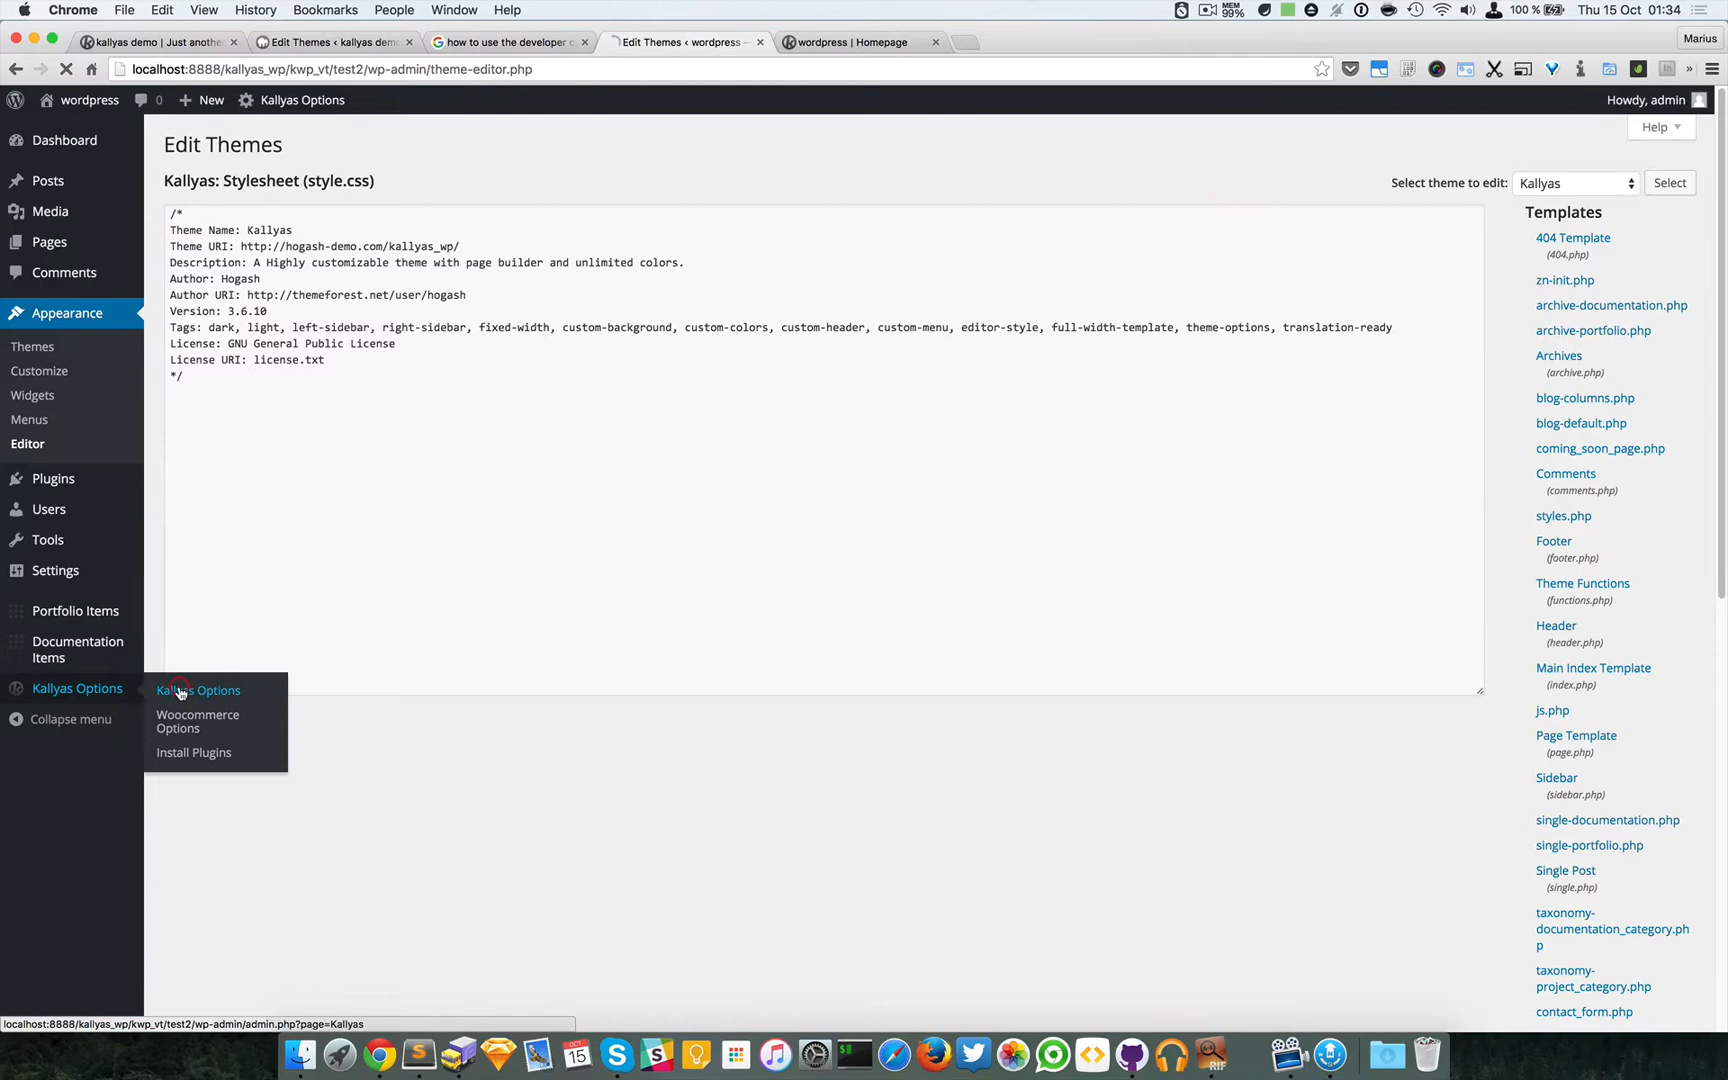 Chrome File Edit View History Bookmarks People Window Help MEM 99% 100 % Thu 15 Oct 01:34
kallyas demo | Just anothe Edit Themes ‹ kallyas demo how to use the developer c Edit Themes ‹ wordpress — wordpress | Homepage Marius
localhost:8888/kallyas_wp/kwp_vt/test2/wp-admin/theme-editor.php
wordpress 0 New Kallyas Options Howdy, admin
Help
Dashboard
Posts
Media
Pages
Comments
Appearance
Themes
Customize
Widgets
Menus
Editor
Plugins
Users
Tools
Settings
Portfolio Items
Documentation
Items
Kallyas Options
Collapse menu
Kallyas Options
Woocommerce
Options
Install Plugins
Edit Themes
Kallyas: Stylesheet (style.css)
Select theme to edit: Kallyas Select
/*
Theme Name: Kallyas
Theme URI: http://hogash-demo.com/kallyas_wp/
Description: A Highly customizable theme with page builder and unlimited colors.
Author: Hogash
Author URI: http://themeforest.net/user/hogash
Version: 3.6.10
Tags: dark, light, left-sidebar, right-sidebar, fixed-width, custom-background, custom-colors, custom-header, custom-menu, editor-style, full-width-template, theme-options, translation-ready
License: GNU General Public License
License URI: license.txt
*/
Templates
404 Template
(404.php)
zn-init.php
archive-documentation.php
archive-portfolio.php
Archives
(archive.php)
blog-columns.php
blog-default.php
coming_soon_page.php
Comments
(comments.php)
styles.php
Footer
(footer.php)
Theme Functions
(functions.php)
Header
(header.php)
Main Index Template
(index.php)
js.php
Page Template
(page.php)
Sidebar
(sidebar.php)
single-documentation.php
single-portfolio.php
Single Post
(single.php)
taxonomy-
documentation_category.ph
p
taxonomy-
project_category.php
contact_form.php
localhost:8888/kallyas_wp/kwp_vt/test2/wp-admin/admin.php?page=Kallyas
OCT
15
RIF